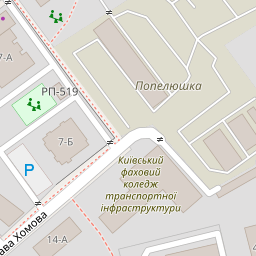 7-А
РП-519
Попелюшка
7-Б
P
Київський
фаховий
коледж
транспортної
інфраструктури
ава Хомова
14-А